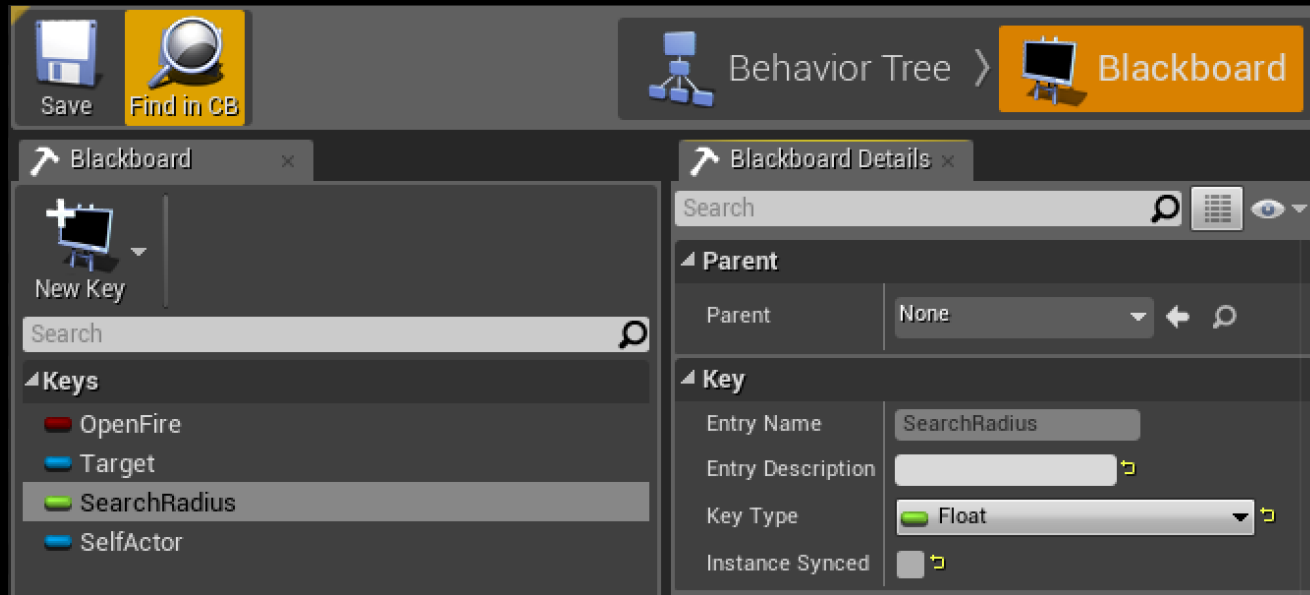 Save
Find in CB
Behavior Tree
Blackboard
Blackboard
New Key
Search
Keys
OpenFire
Target
SearchRadius
SelfActor
Blackboard Details
Search
Parent
Parent None
Key
Entry Name SearchRadius
Entry Description
Key Type Float
Instance Synced